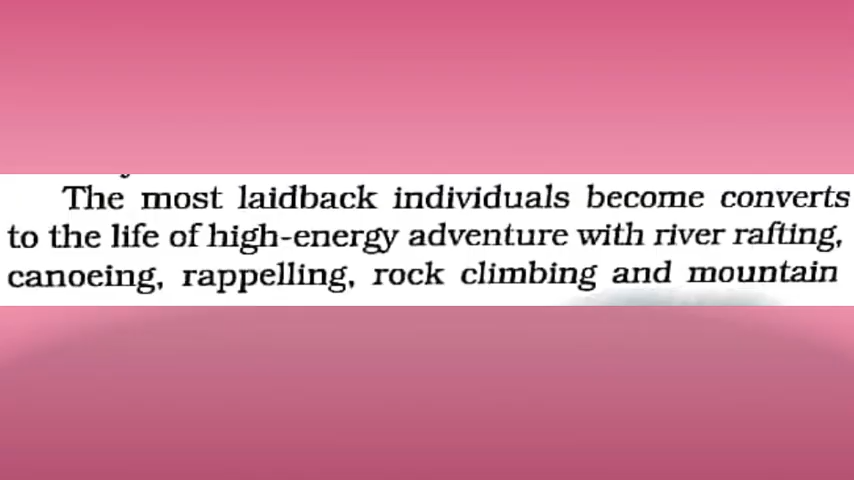 The most laidback individuals become converts
to the life of high-energy adventure with river rafting,
canoeing, rappelling, rock climbing and mountain